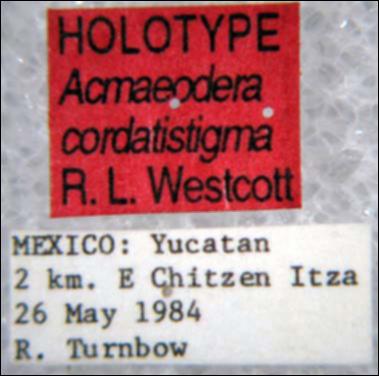 HOLOTYPE
Acmaeodera
cordatistigma
R. L. Westcott
MEXICO: Yucatan
2 km. E Chitzen Itza
26 May 1984
R. Turnbow